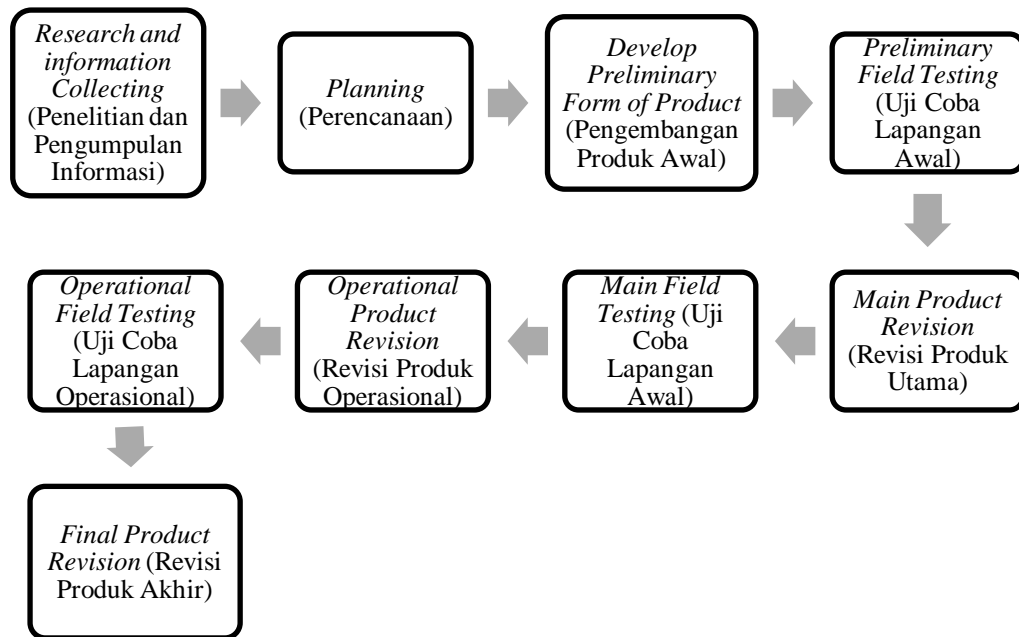 Research and
information
Collecting
(Penelitian dan
Pengumpulan
Informasi)
Planning
(Perencanaan)
Develop
Preliminary
Form of Product
(Pengembangan
Produk Awal)
Preliminary
Field Testing
(Uji Coba
Lapangan
Awal)
Main Product
Revision
(Revisi Produk
Utama)
Main Field
Testing (Uji
Coba
Lapangan
Awal)
Operational
Product
Revision
(Revisi Produk
Operasional)
Operational
Field Testing
(Uji Coba
Lapangan
Operasional)
Final Product
Revision (Revisi
Produk Akhir)